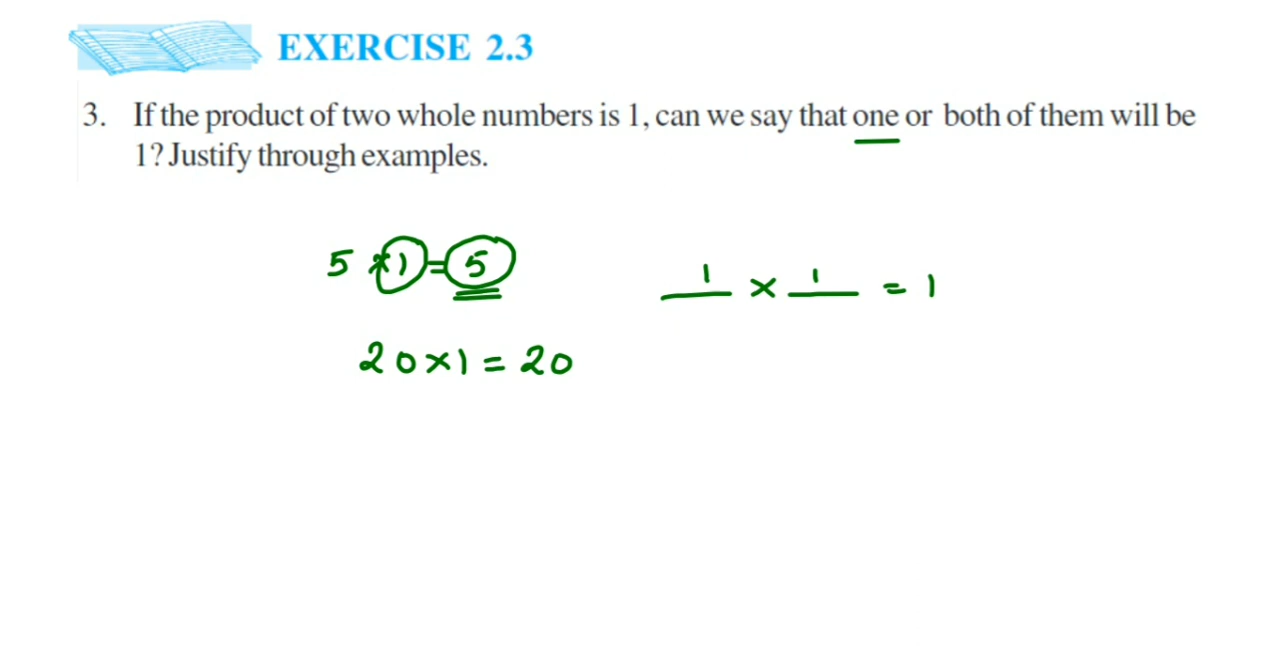 EXERCISE 2.3
3. If the product of two whole numbers is 1, can we say that one or both of them will be
1? Justify through examples.
5 × 1 = 5
1 × 1 = 1
20 × 1 = 20